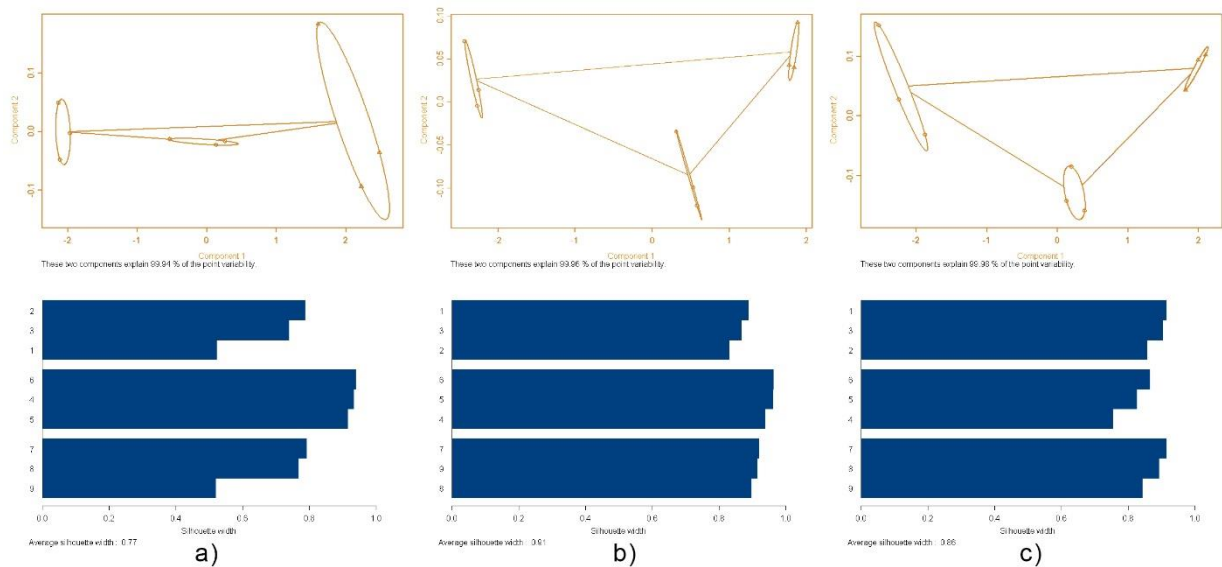 0.1
0.0
-0.1
Component 2
-2
-1
0
1
2
Component 1
These two components explain 99.94 % of the point variability.
0.10
0.05
0.0
-0.05
-0.10
Component 2
-2
-1
0
1
2
Component 1
These two components explain 99.96 % of the point variability.
0.1
0.0
-0.1
Component 2
-2
-1
0
1
2
Component 1
These two components explain 99.98 % of the point variability.
2
3
1
6
4
5
7
8
9
0.0 0.2 0.4 0.6 0.8 1.0
Silhouette width
Average silhouette width : 0.77
a)
1
3
2
6
5
4
7
9
8
0.0 0.2 0.4 0.6 0.8 1.0
Silhouette width
Average silhouette width : 0.91
b)
1
3
2
6
5
4
7
8
9
0.0 0.2 0.4 0.6 0.8 1.0
Silhouette width
Average silhouette width : 0.86
c)